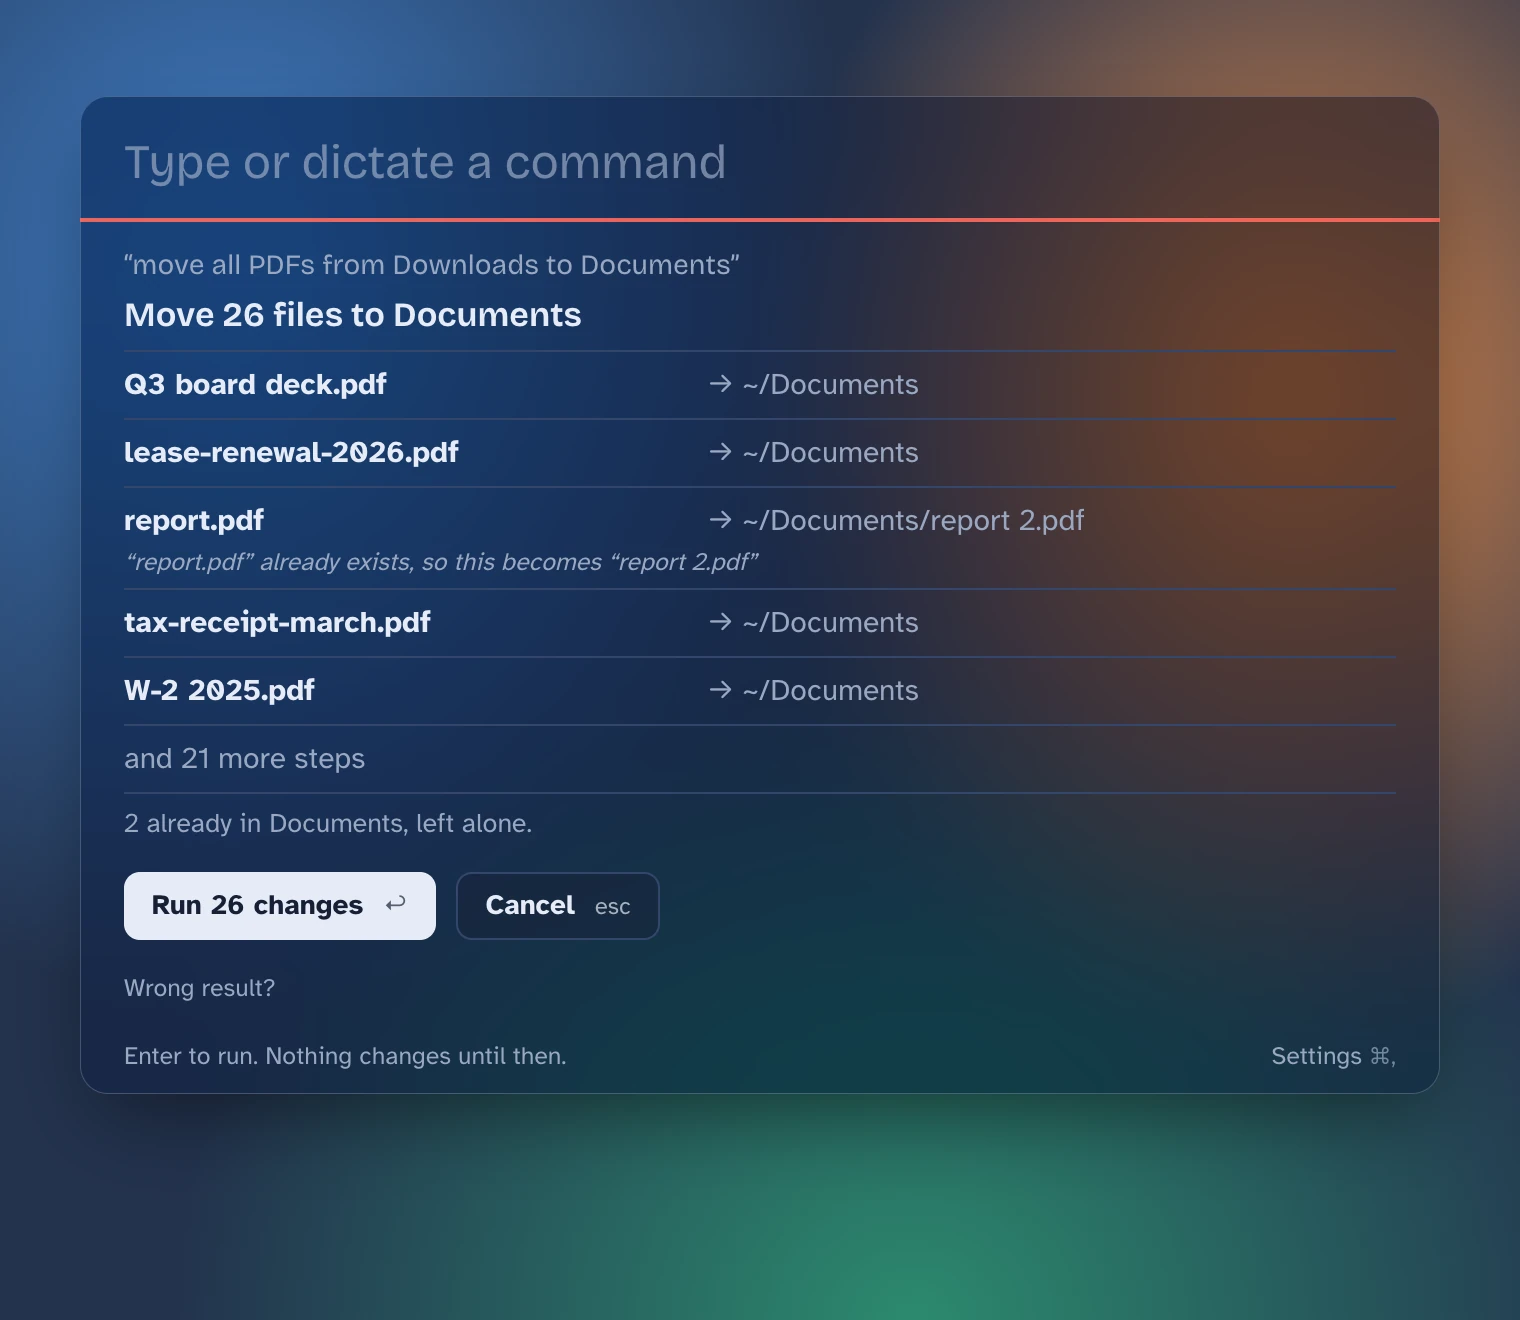 Type or dictate a command
“move all PDFs from Downloads to Documents”
Move 26 files to Documents
Q3 board deck.pdf → ~/Documents
lease-renewal-2026.pdf → ~/Documents
report.pdf → ~/Documents/report 2.pdf
“report.pdf” already exists, so this becomes “report 2.pdf”
tax-receipt-march.pdf → ~/Documents
W-2 2025.pdf → ~/Documents
and 21 more steps
2 already in Documents, left alone.
Run 26 changes ↩ Cancel esc
Wrong result?
Enter to run. Nothing changes until then. Settings ⌘,